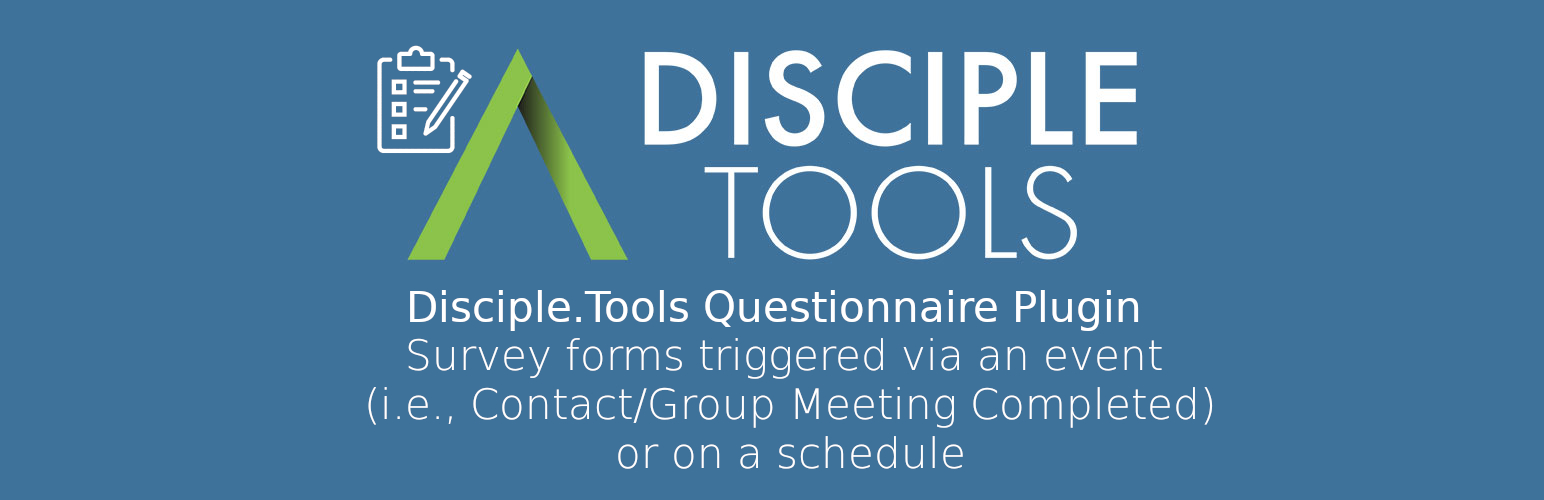 DISCIPLE
TOOLS
Disciple.Tools Questionnaire Plugin
Survey forms triggered via an event
(i.e., Contact/Group Meeting Completed)
or on a schedule